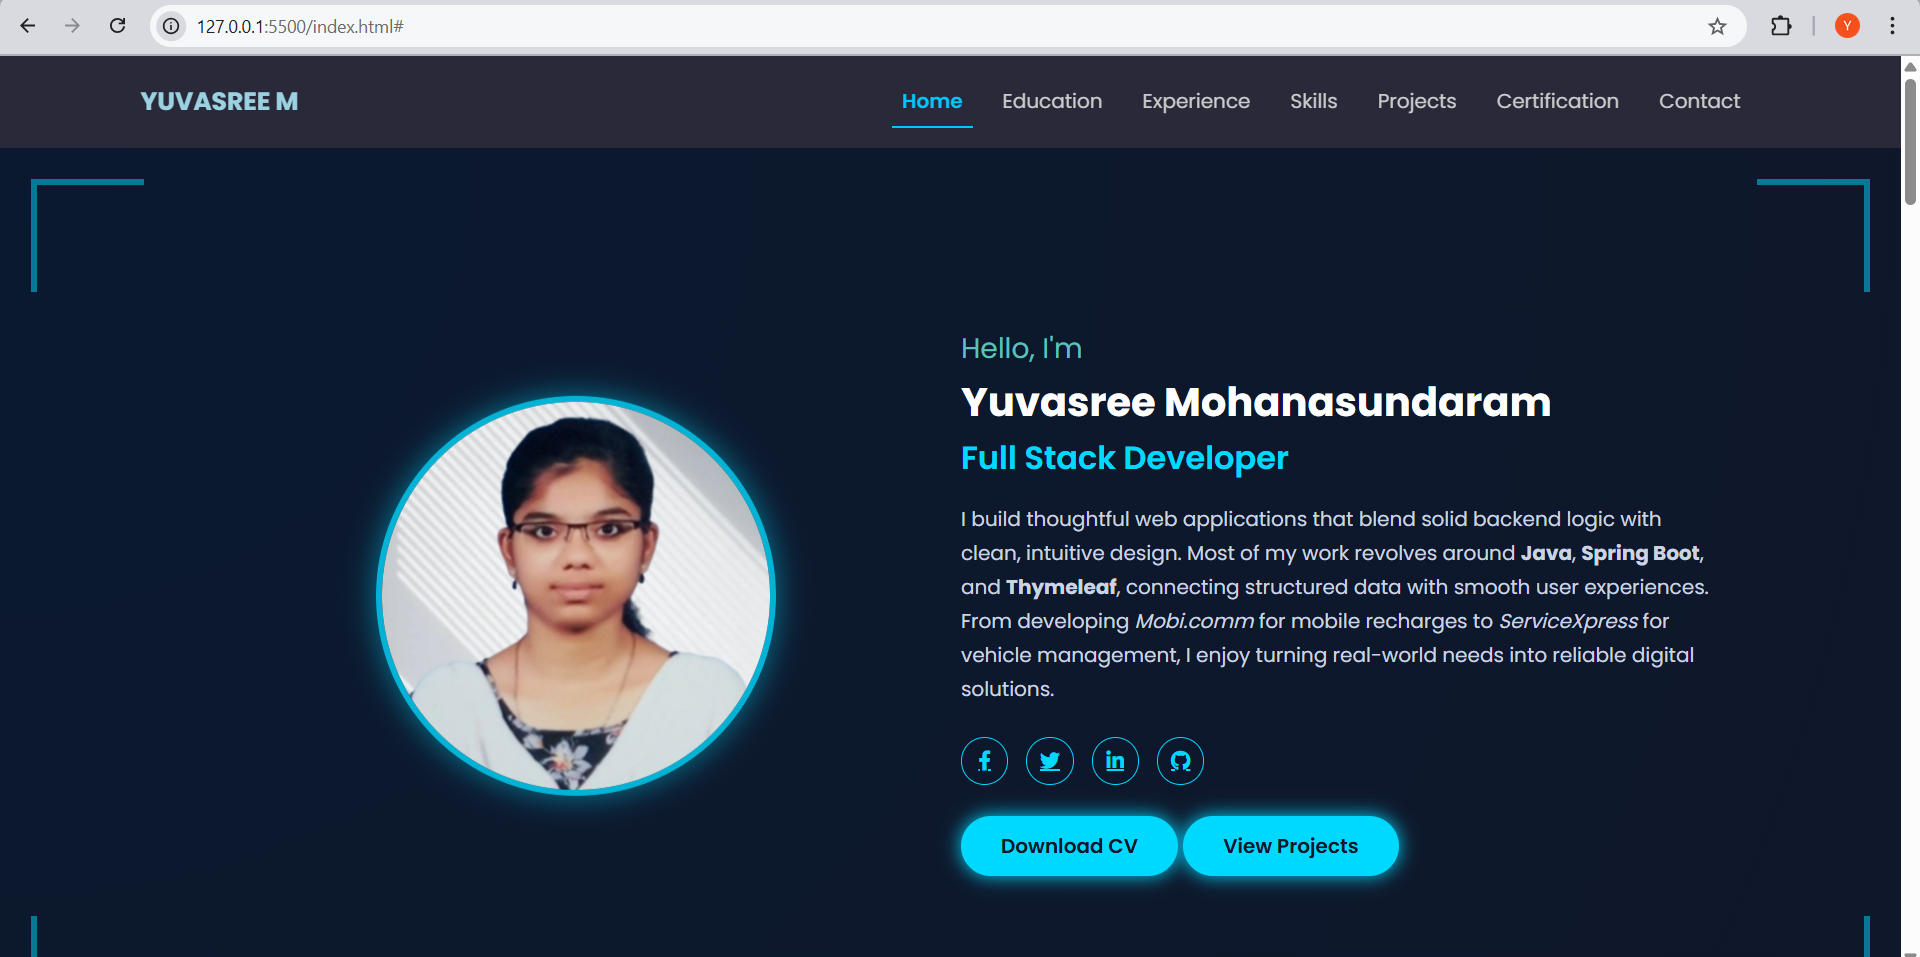 127.0.0.1:5500/index.html#
Y
YUVASREE M
Home Education Experience Skills Projects Certification Contact
Hello, I'm
Yuvasree Mohanasundaram
Full Stack Developer
I build thoughtful web applications that blend solid backend logic with
clean, intuitive design. Most of my work revolves around Java, Spring Boot,
and Thymeleaf, connecting structured data with smooth user experiences.
From developing Mobi.comm for mobile recharges to ServiceXpress for
vehicle management, I enjoy turning real-world needs into reliable digital
solutions.
Download CV View Projects